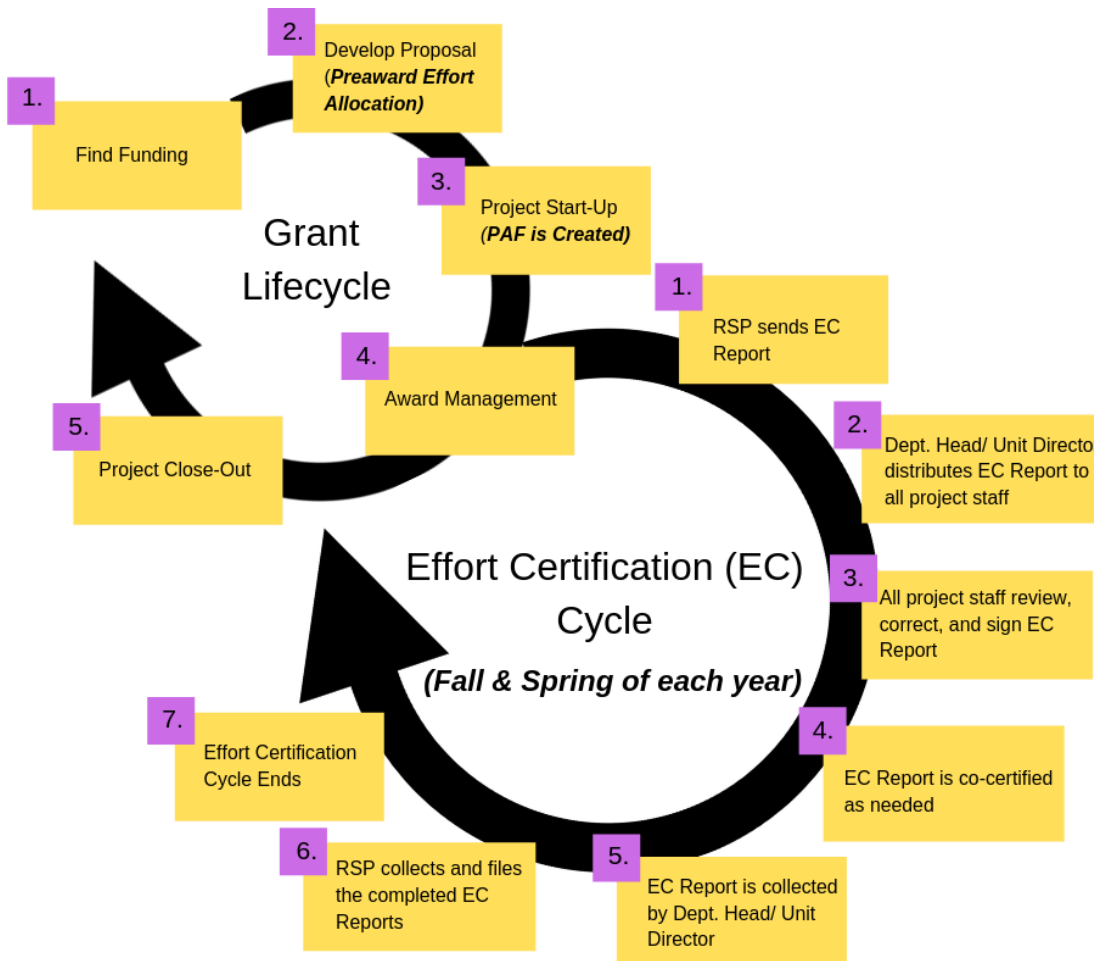 1.
Find Funding
2.
Develop Proposal
(Preaward Effort
Allocation)
3.
Project Start-Up
(PAF is Created)
4.
Award Management
5.
Project Close-Out
Grant
Lifecycle
1.
RSP sends EC
Report
2.
Dept. Head/ Unit Directo
distributes EC Report to
all project staff
3.
All project staff review,
correct, and sign EC
Report
4.
EC Report is co-certified
as needed
5.
EC Report is collected
by Dept. Head/ Unit
Director
6.
RSP collects and files
the completed EC
Reports
7.
Effort Certification
Cycle Ends
Effort Certification (EC)
Cycle
(Fall & Spring of each year)